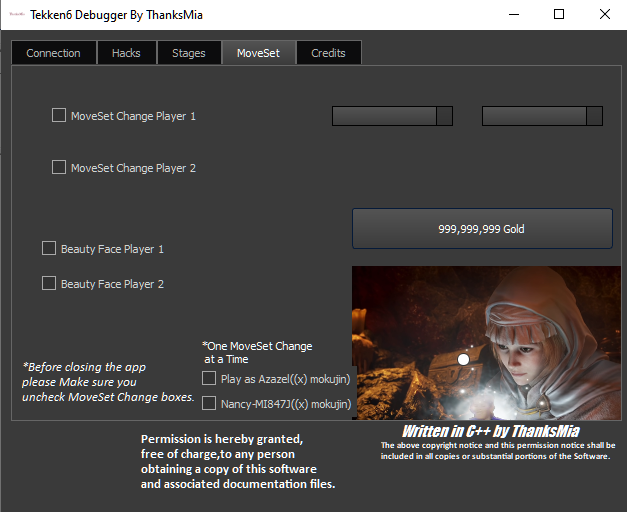 Tekken6 Debugger By ThanksMia
Connection Hacks Stages MoveSet Credits
MoveSet Change Player 1
MoveSet Change Player 2
999,999,999 Gold
Beauty Face Player 1
Beauty Face Player 2
*One MoveSet Change
at a Time
*Before closing the app
please Make sure you
uncheck MoveSet Change boxes.
Play as Azazel((x) mokujin)
Nancy-MI847J((x) mokujin)
Written in C++ by ThanksMia
The above copyright notice and this permission notice shall be
included in all copies or substantial portions of the Software.
Permission is hereby granted,
free of charge,to any person
obtaining a copy of this software
and associated documentation files.